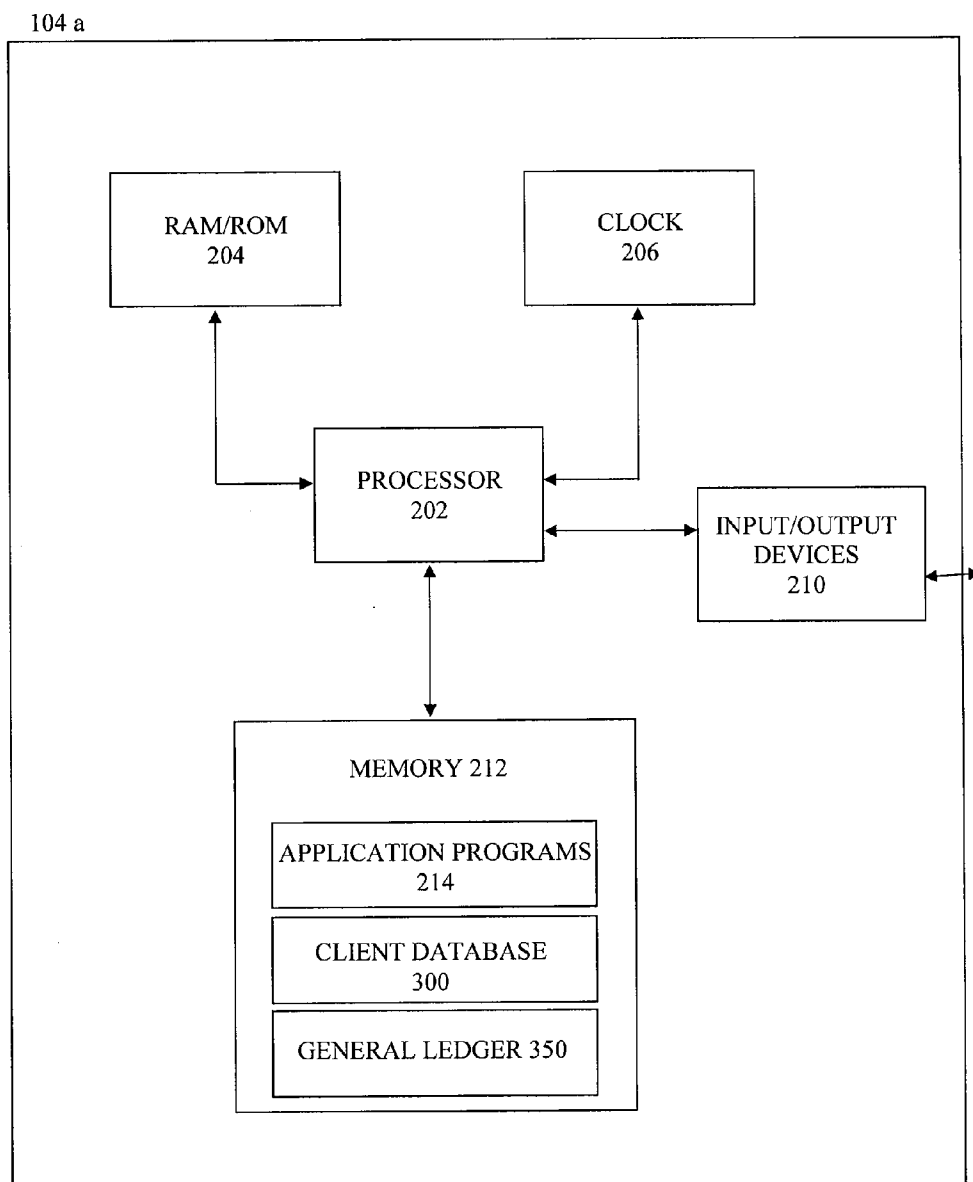 104 a
RAM/ROM
204
CLOCK
206
PROCESSOR
202
INPUT/OUTPUT
DEVICES
210
MEMORY 212
APPLICATION PROGRAMS
214
CLIENT DATABASE
300
GENERAL LEDGER 350